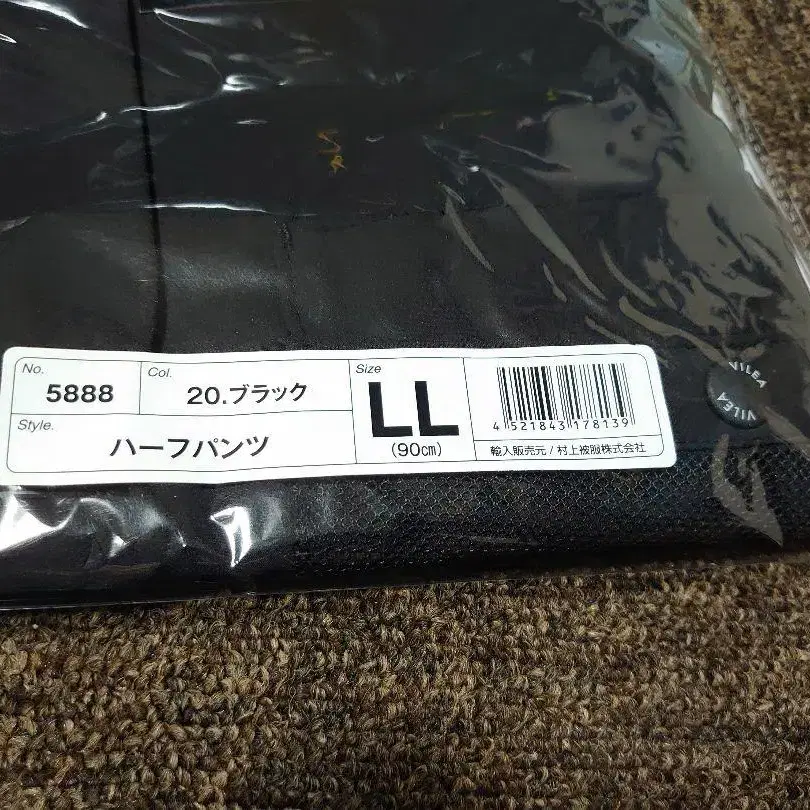 No.
5888
Col.
20.ブラック
Style.
ハーフパンツ
Size
LL
(90cm)
4 521843 178139
輸入販売元 / 村上被服株式会社
VILEA
VILEA